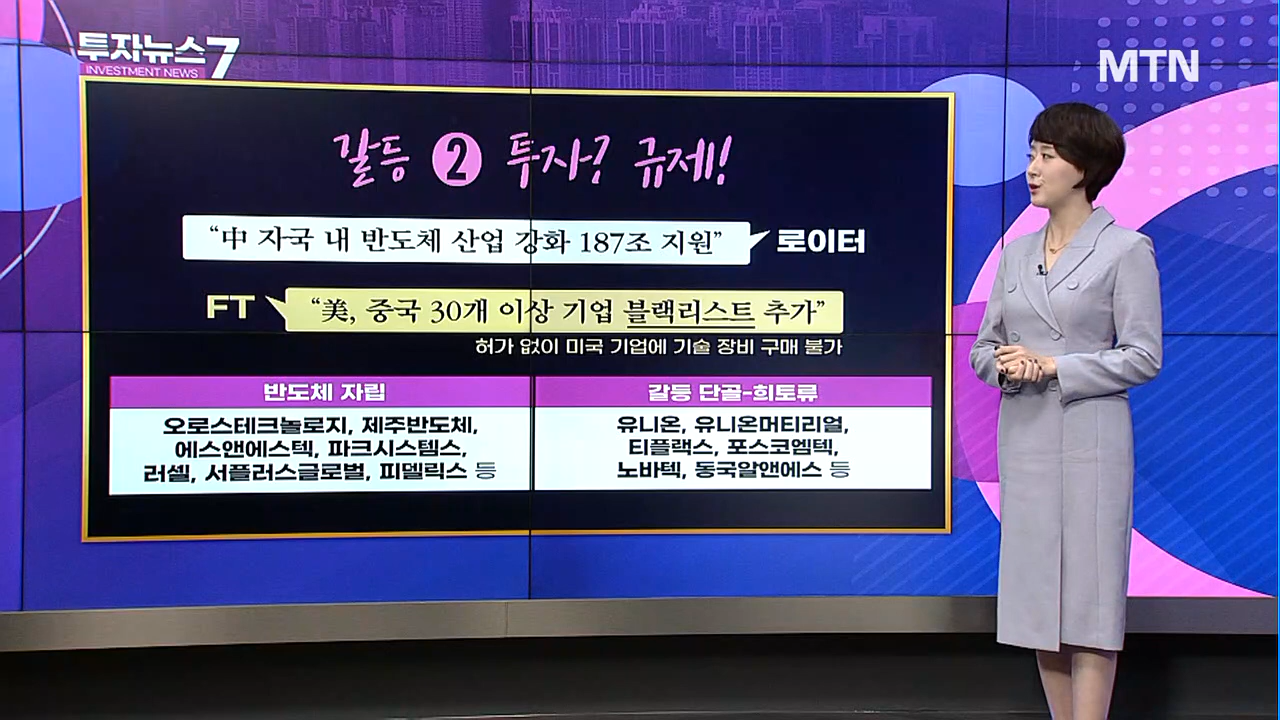 투자뉴스7
INVESTMENT NEWS
MTN
갈등 2 투자? 규제!
“中 자국 내 반도체 산업 강화 187조 지원”
로이터
FT
“美, 중국 30개 이상 기업 블랙리스트 추가”
허가 없이 미국 기업에 기술 장비 구매 불가
반도체 자립
오로스테크놀로지, 제주반도체,
에스앤에스텍, 파크시스템스,
러셀, 서플러스글로벌, 피델릭스 등
갈등 단골-희토류
유니온, 유니온머티리얼,
티플랙스, 포스코엠텍,
노바텍, 동국알앤에스 등